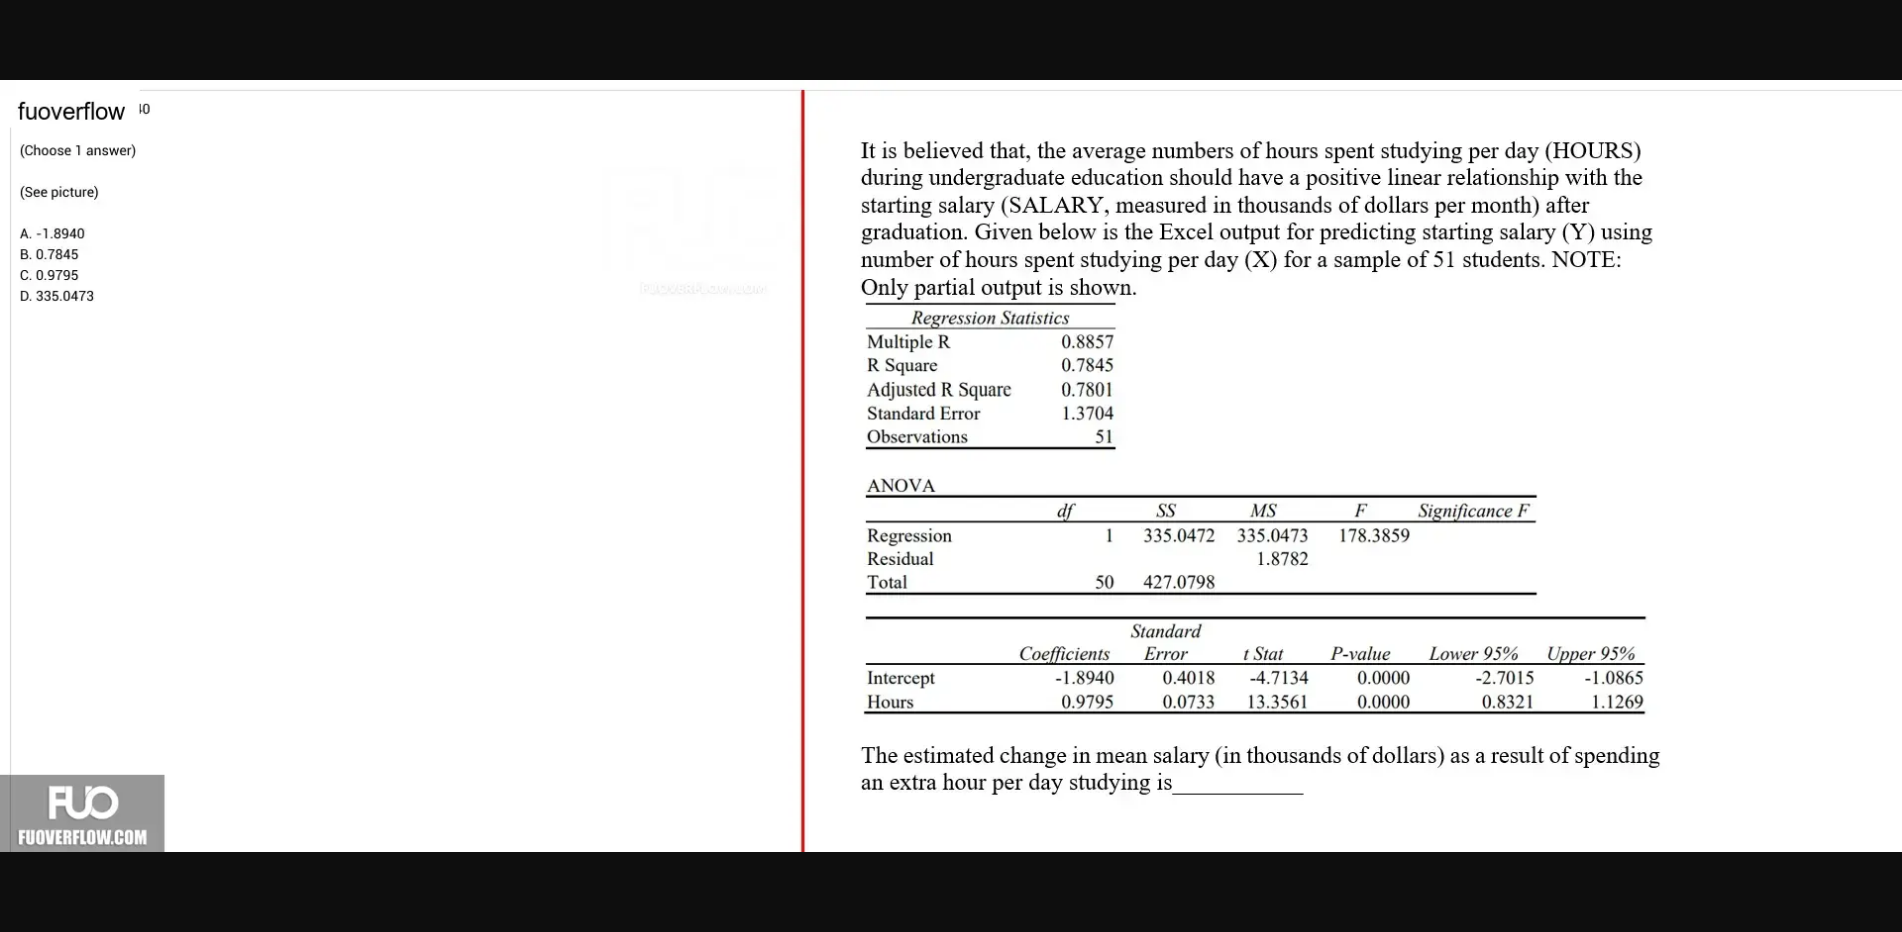 fuoverflow
40
(Choose 1 answer)
(See picture)
A. -1.8940
B. 0.7845
C. 0.9795
D. 335.0473
FUOVERFLOW.COM
It is believed that, the average numbers of hours spent studying per day (HOURS)
during undergraduate education should have a positive linear relationship with the
starting salary (SALARY, measured in thousands of dollars per month) after
graduation. Given below is the Excel output for predicting starting salary (Y) using
number of hours spent studying per day (X) for a sample of 51 students. NOTE:
Only partial output is shown.
Regression Statistics
Multiple R 0.8857
R Square 0.7845
Adjusted R Square 0.7801
Standard Error 1.3704
Observations 51
ANOVA
df SS MS F Significance F
Regression 1 335.0472 335.0473 178.3859
Residual 1.8782
Total 50 427.0798
Standard
Coefficients Error t Stat P-value Lower 95% Upper 95%
Intercept -1.8940 0.4018 -4.7134 0.0000 -2.7015 -1.0865
Hours 0.9795 0.0733 13.3561 0.0000 0.8321 1.1269
The estimated change in mean salary (in thousands of dollars) as a result of spending
an extra hour per day studying is___________
FUO
FUOVERFLOW.COM